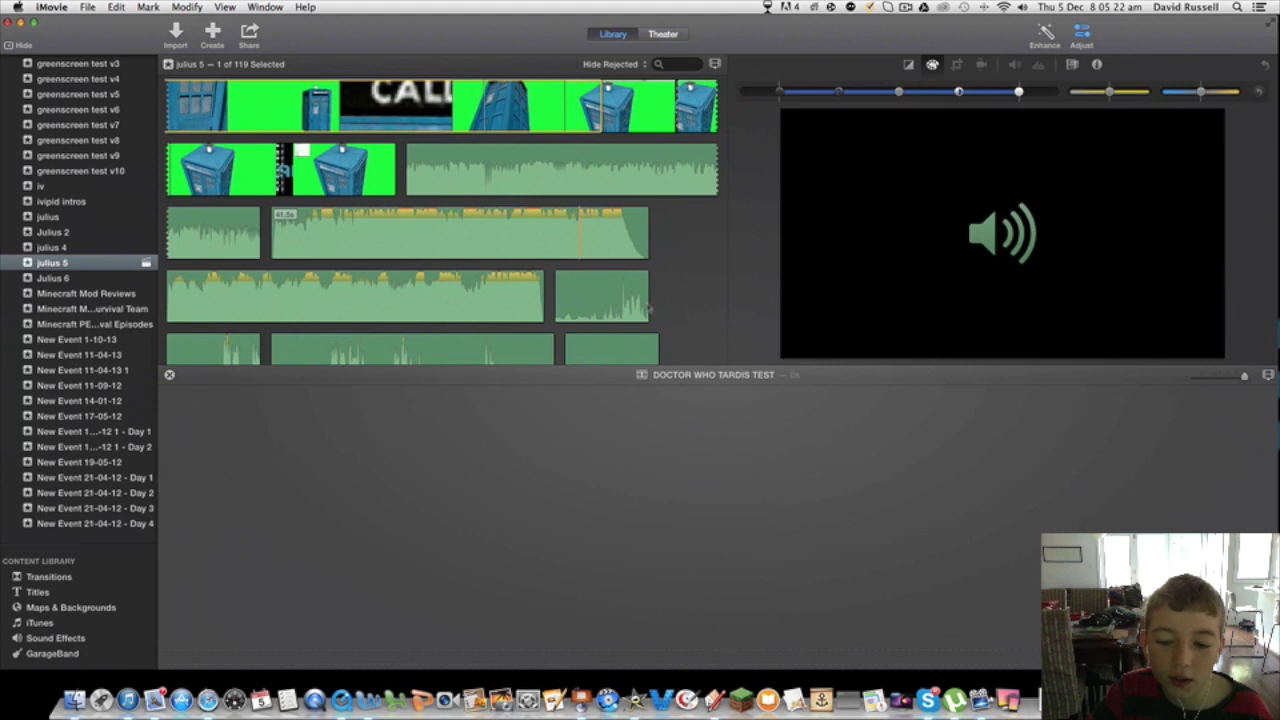 iMovie File Edit Mark Modify View Window Help
4 Thu 5 Dec 8 05:22 am David Russell
Hide Import Create Share Library Theater Enhance Adjust
julius 5 — 1 of 119 Selected Hide Rejected
greenscreen test v3
greenscreen test v4
greenscreen test v5
greenscreen test v6
greenscreen test v7
greenscreen test v8
greenscreen test v9
greenscreen test v10
iv
ivipid intros
julius
Julius 2
julius 4
julius 5
Julius 6
Minecraft Mod Reviews
Minecraft M...urvival Team
Minecraft PE...val Episodes
New Event 1-10-13
New Event 11-04-13
New Event 11-04-13 1
New Event 11-09-12
New Event 14-01-12
New Event 17-05-12
New Event 1...-12 1 - Day 1
New Event 1...-12 1 - Day 2
New Event 19-05-12
New Event 21-04-12 - Day 1
New Event 21-04-12 - Day 2
New Event 21-04-12 - Day 3
New Event 21-04-12 - Day 4
CONTENT LIBRARY
Transitions
Titles
Maps & Backgrounds
iTunes
Sound Effects
GarageBand
CALL
41.5s
DOCTOR WHO TARDIS TEST — 0s